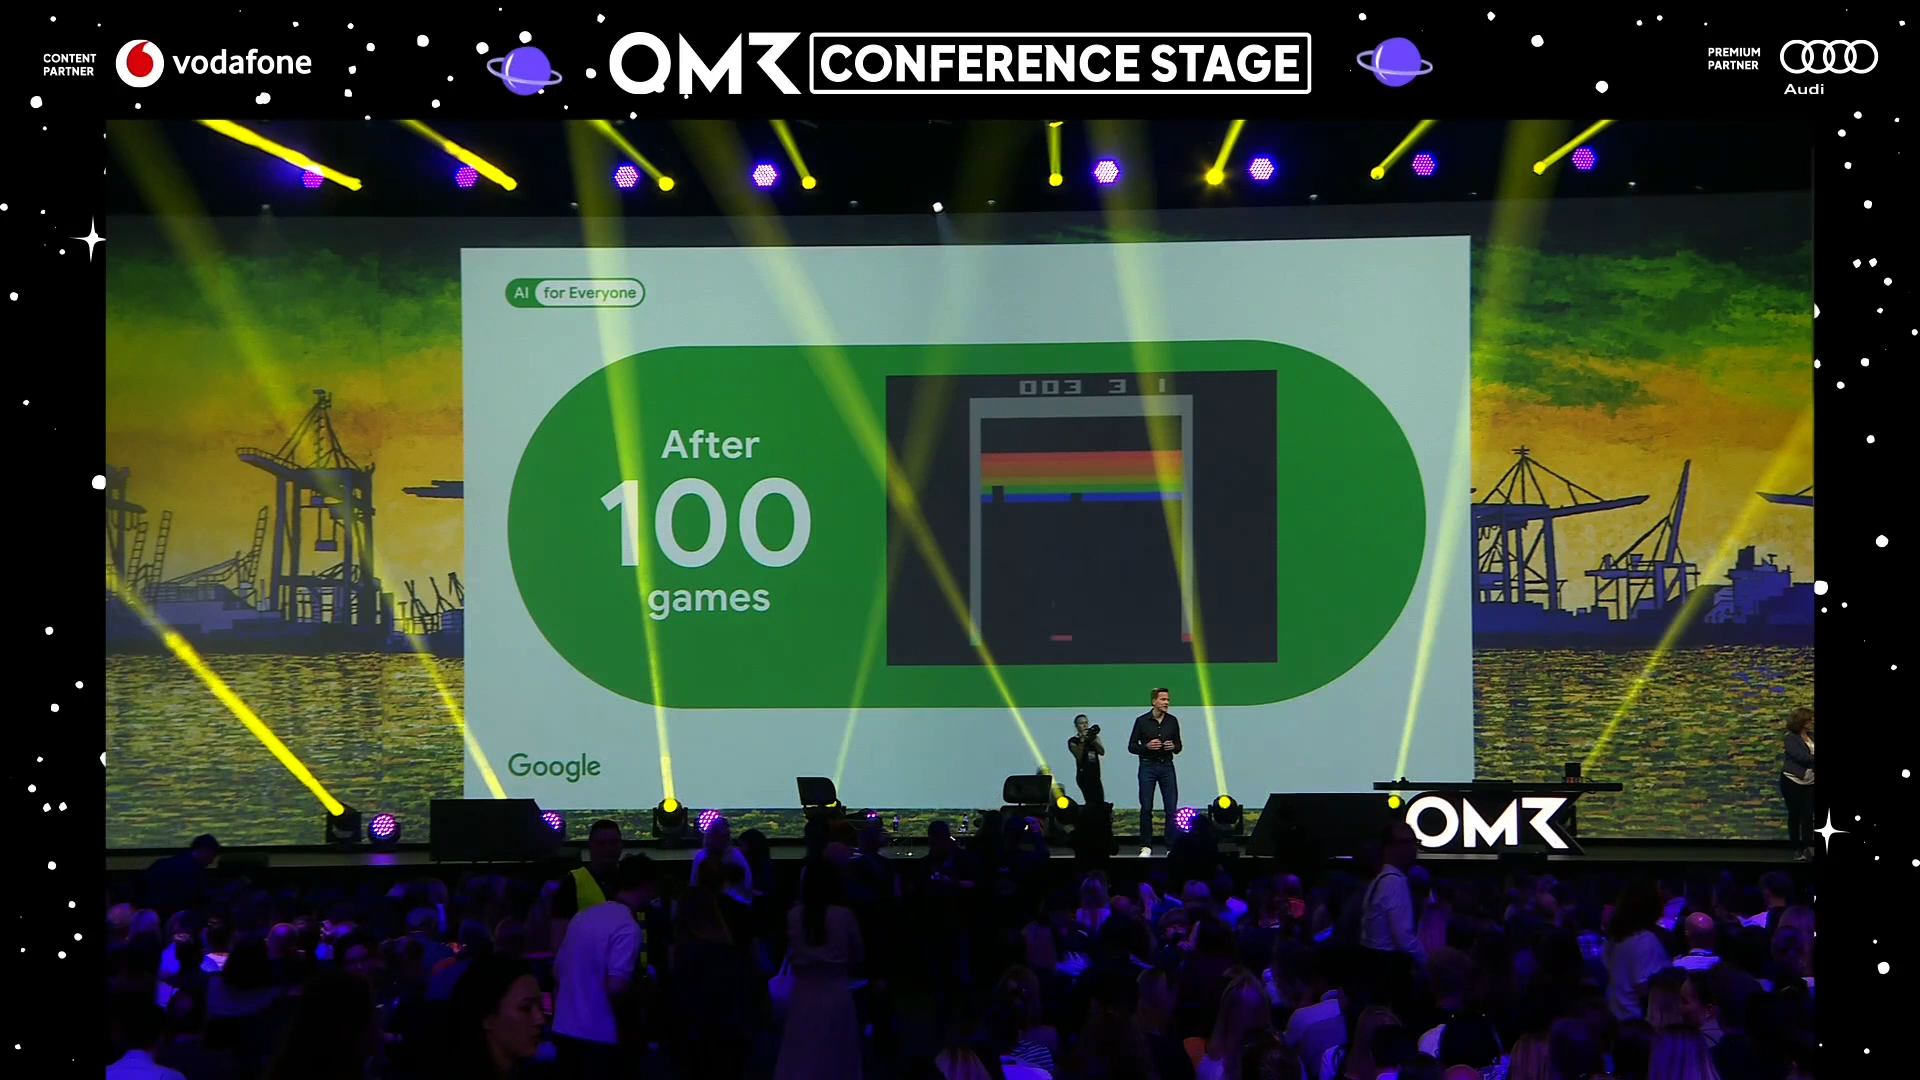 CONTENT
PARTNER
vodafone
OMR CONFERENCE STAGE
PREMIUM
PARTNER
Audi
AI for Everyone
003 3 1
After
100
games
Google
OMR